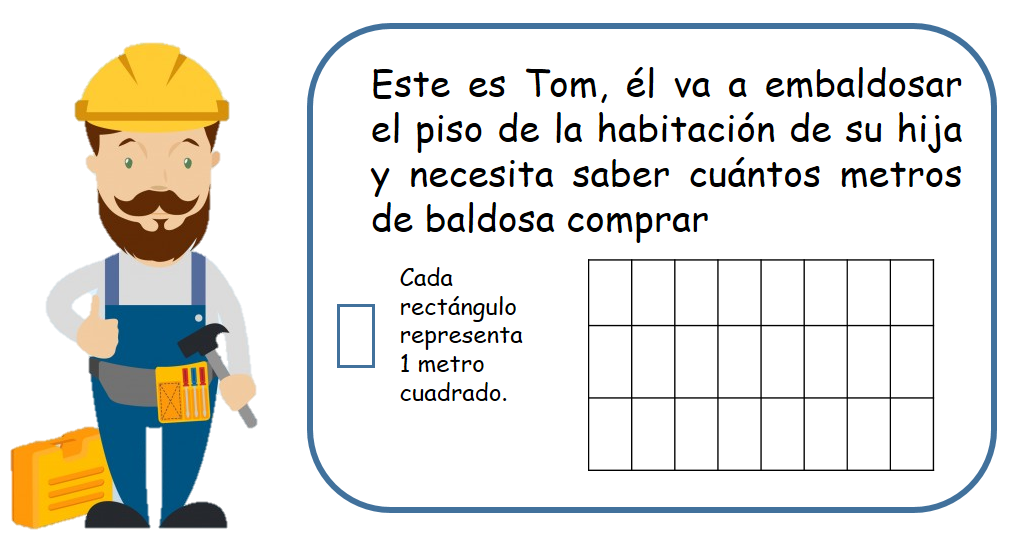 Este es Tom, él va a embaldosar
el piso de la habitación de su hija
y necesita saber cuántos metros
de baldosa comprar
Cada
rectángulo
representa
1 metro
cuadrado.